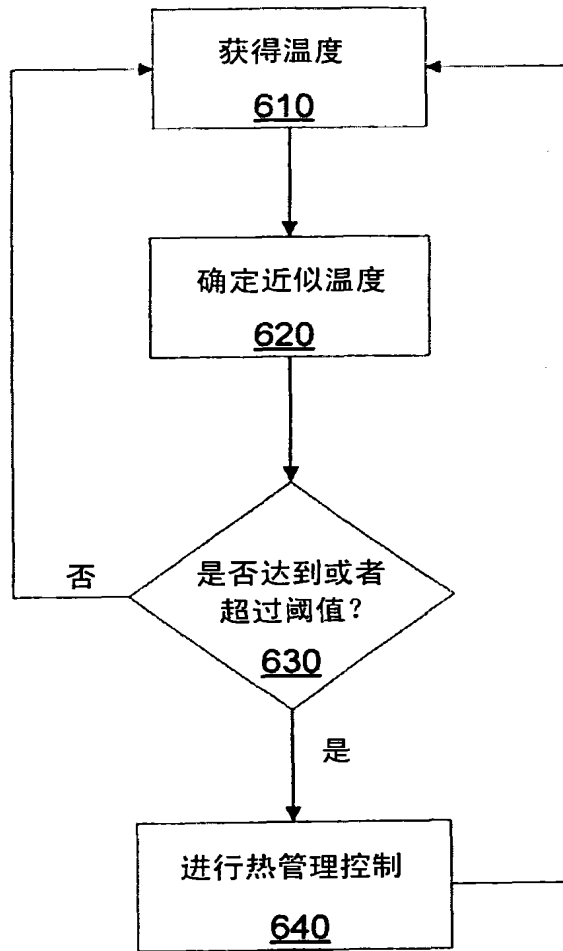 获得温度
610
确定近似温度
620
是否达到或者
超过阈值?
630
否
是
进行热管理控制
640